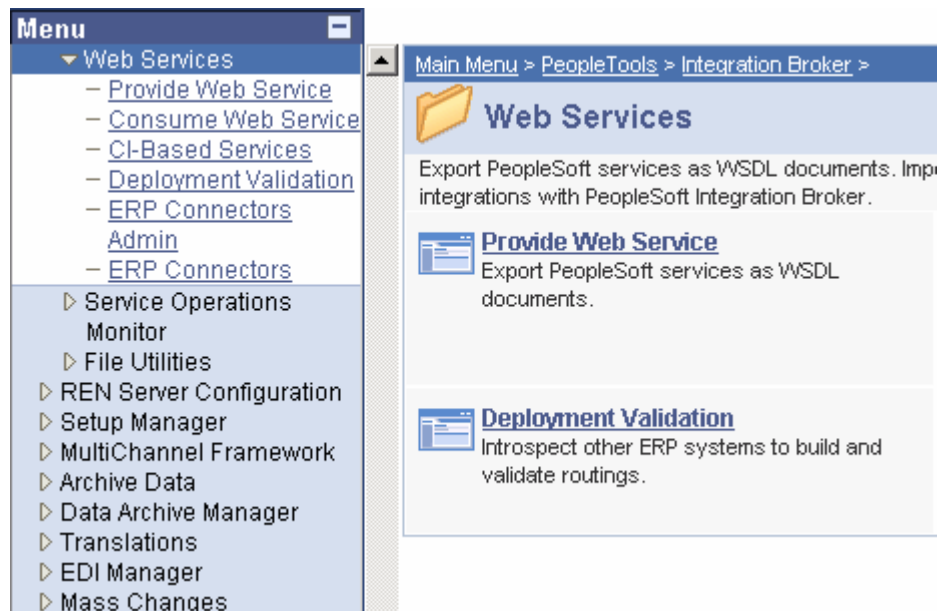 Menu
Web Services
– Provide Web Service
– Consume Web Service
– CI-Based Services
– Deployment Validation
– ERP Connectors
Admin
– ERP Connectors
Service Operations
Monitor
File Utilities
REN Server Configuration
Setup Manager
MultiChannel Framework
Archive Data
Data Archive Manager
Translations
EDI Manager
Mass Changes
Main Menu > PeopleTools > Integration Broker >
Web Services
Export PeopleSoft services as WSDL documents. Imp
integrations with PeopleSoft Integration Broker.
Provide Web Service
Export PeopleSoft services as WSDL
documents.
Deployment Validation
Introspect other ERP systems to build and
validate routings.